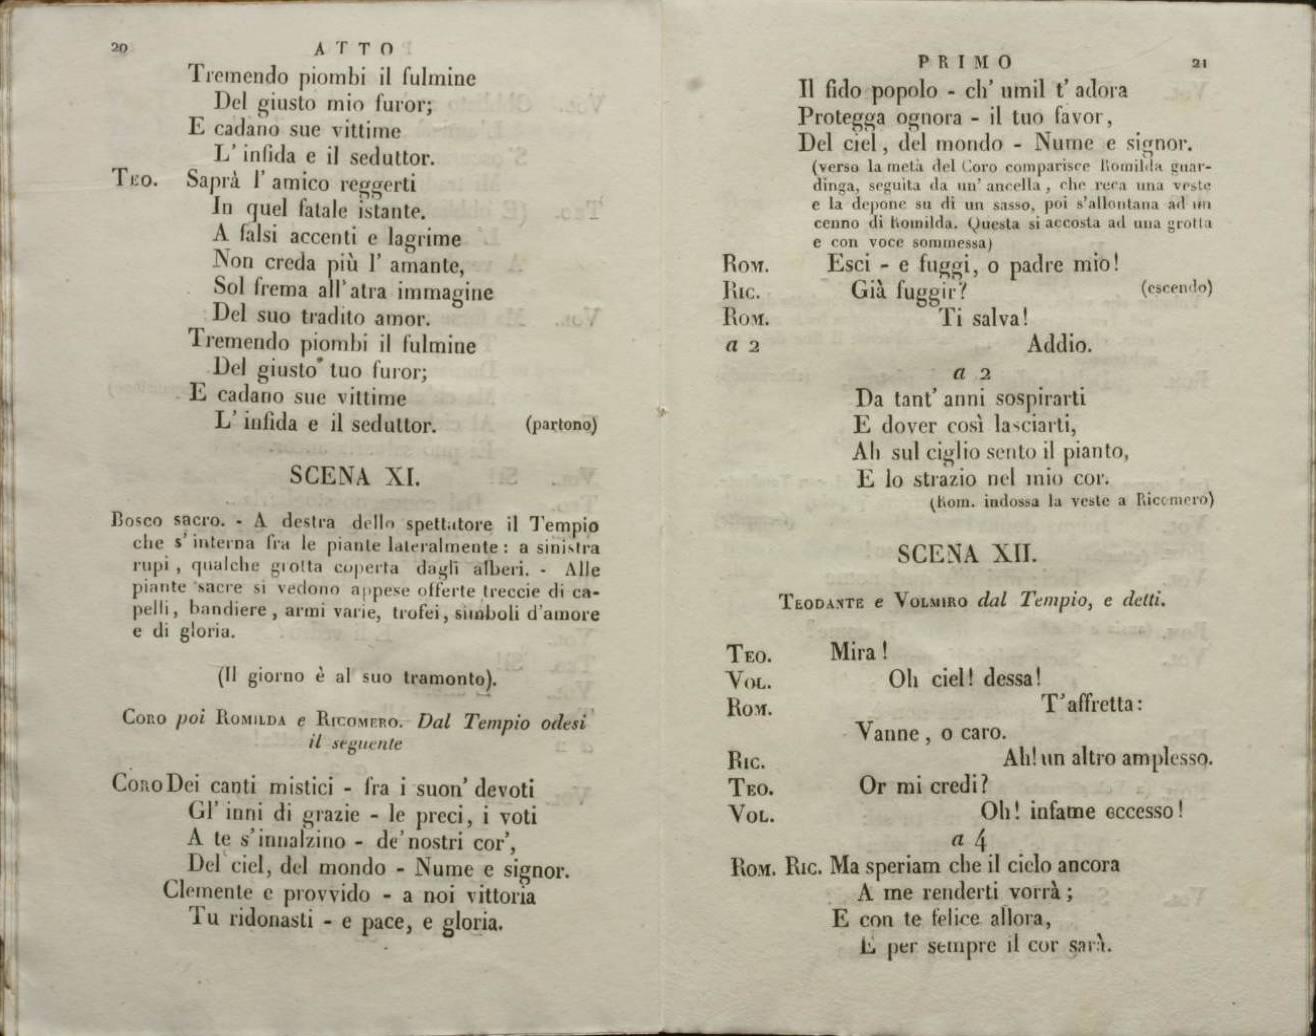 20 ATTO
Tremendo piombi il fulmine
Del giusto mio furor;
E cadano sue vittime
L' infida e il seduttor.
TEO. Saprà l' amico reggerti
In quel fatale istante.
A falsi accenti e lagrime
Non creda più l' amante,
Sol frema all' atra immagine
Del suo tradito amor.
Tremendo piombi il fulmine
Del giusto tuo furor;
E cadano sue vittime
L' infida e il seduttor. (partono)
SCENA XI.
Bosco sacro. - A destra dello spettatore il Tempio
che s' interna fra le piante lateralmente: a sinistra
rupi, qualche grotta coperta dagli alberi. - Alle
piante sacre si vedono appese offerte treccie di ca-
pelli, bandiere, armi varie, trofei, simboli d'amore
e di gloria.
(Il giorno è al suo tramonto).
CORO poi ROMILDA e RICOMERO. Dal Tempio odesi
il seguente
CORO Dei canti mistici - fra i suon' devoti
Gl' inni di grazie - le preci, i voti
A te s' innalzino - de' nostri cor',
Del ciel, del mondo - Nume e signor.
Clemente e provvido - a noi vittoria
Tu ridonasti - e pace, e gloria.
PRIMO 21
Il fido popolo - ch' umil t' adora
Protegga ognora - il tuo favor,
Del ciel, del mondo - Nume e signor.
(verso la metà del Coro comparisce Romilda guar-
dinga, seguita da un' ancella, che reca una veste
e la depone su di un sasso, poi s'allontana ad un
cenno di Romilda. Questa si accosta ad una grotta
e con voce sommessa)
ROM. Esci - e fuggi, o padre mio!
RIC. Già fuggir? (escendo)
ROM. Ti salva!
a 2 Addio.
a 2
Da tant' anni sospirarti
E dover così lasciarti,
Ah sul ciglio sento il pianto,
E lo strazio nel mio cor.
(Rom. indossa la veste a Ricomero)
SCENA XII.
TEODANTE e VOLMIRO dal Tempio, e detti.
TEO. Mira!
VOL. Oh ciel! dessa!
ROM. T'affretta:
Vanne, o caro.
RIC. Ah! un altro amplesso.
TEO. Or mi credi?
VOL. Oh! infame eccesso!
a 4
ROM. RIC. Ma speriam che il cielo ancora
A me renderti vorrà;
E con te felice allora,
E per sempre il cor sarà.